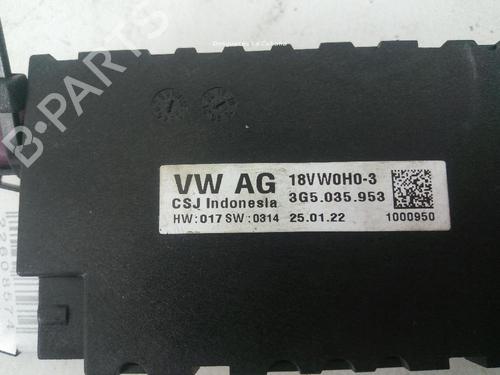 B-PARTS
VW AG 18VW0H0-3
CSJ Indonesia 3G5.035.953
HW:017 SW:0314 25.01.22 1000950